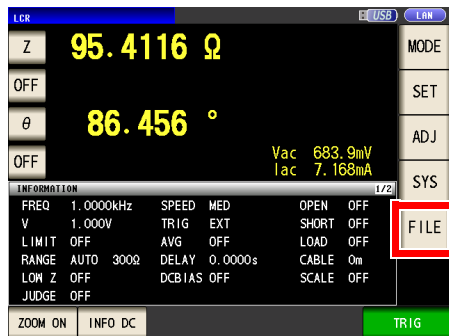 LCR USB LAN
Z 95.4116 Ω MODE
OFF SET
θ 86.456 ° ADJ
OFF Vac 683.9mV
Iac 7.168mA SYS
INFORMATION 1/2
FREQ 1.0000kHz SPEED MED OPEN OFF FILE
V 1.000V TRIG EXT SHORT OFF
LIMIT OFF AVG OFF LOAD OFF
RANGE AUTO 300Ω DELAY 0.0000s CABLE 0m
LOW Z OFF DCBIAS OFF SCALE OFF
JUDGE OFF
ZOOM ON INFO DC TRIG